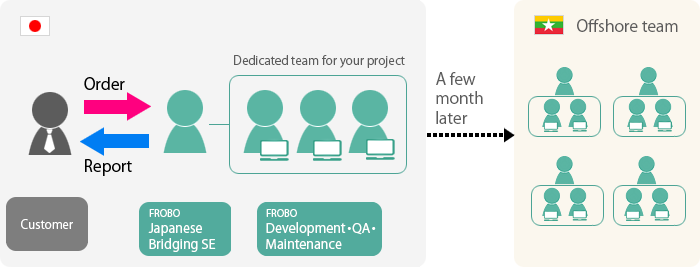 Offshore team
Dedicated team for your project
Order
A few
month
later
Report
Customer
FROBO
Japanese
Bridging SE
FROBO
Development・QA・
Maintenance